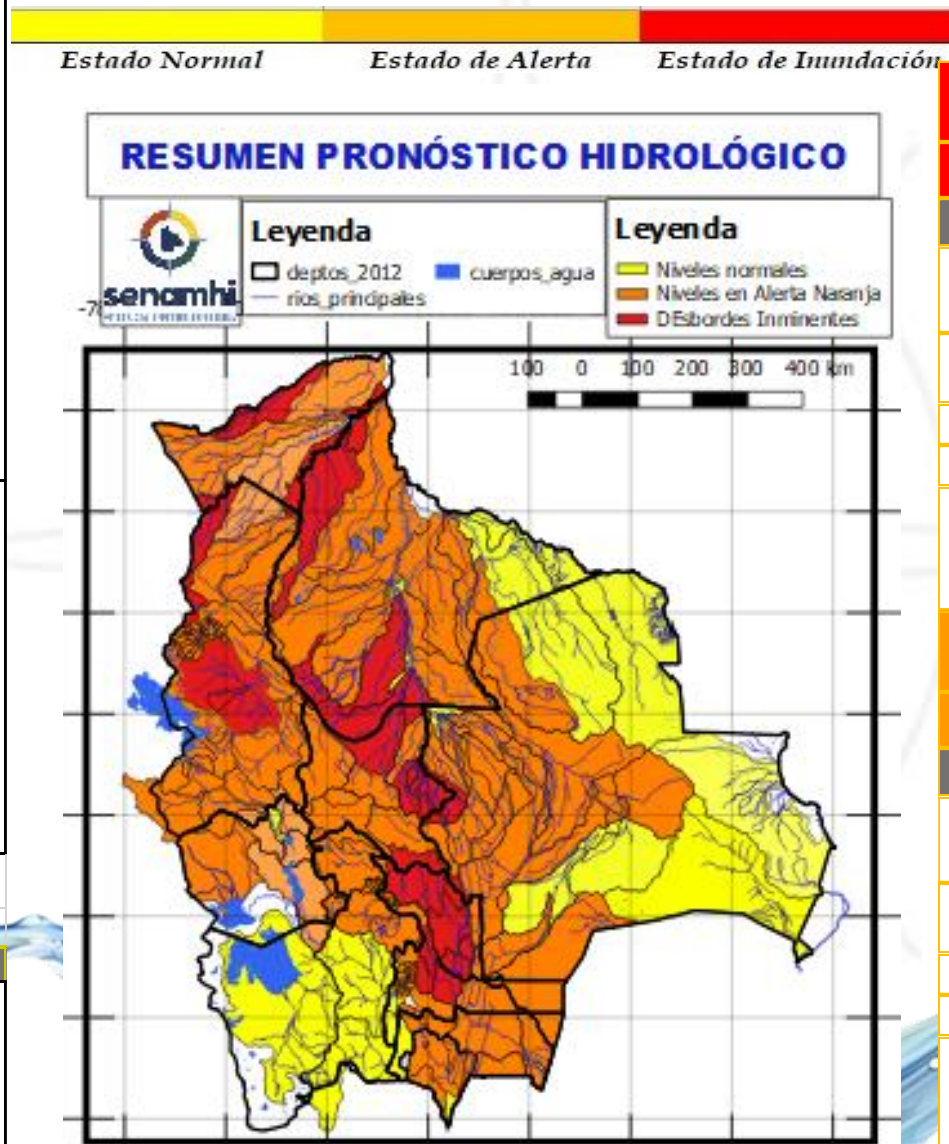 Estado Normal Estado de Alerta Estado de Inundación
RESUMEN PRONÓSTICO HIDROLÓGICO
senamhi
Leyenda
deptos_2012 cuerpos_agua
rios_principales
Leyenda
Niveles normales
Niveles en Alerta Naranja
DEsbordes Inminentes
-7
100 0 100 200 300 400 km